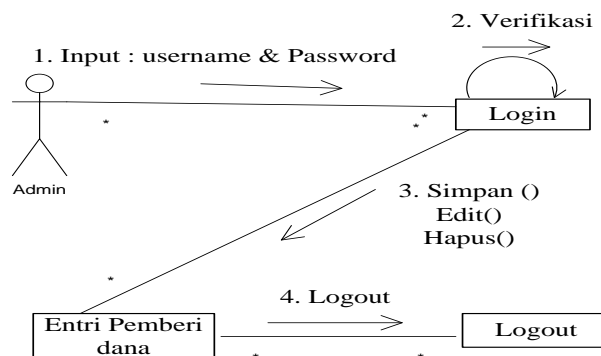 2. Verifikasi
1. Input : username & Password
Login
*
*
*
Admin
3. Simpan ()
Edit()
Hapus()
*
4. Logout
Entri Pemberi
dana
Logout
*
*